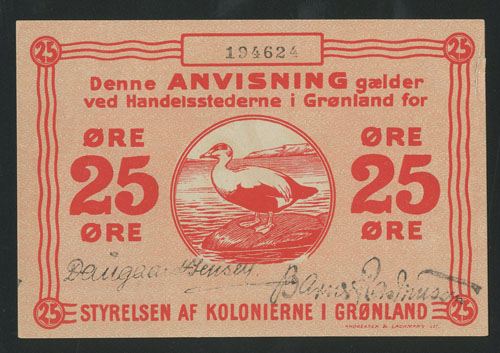 25 194624 25
Denne ANVISNING gælder
ved Handelsstederne i Grønland for
ØRE ØRE
25 25
ØRE ØRE
25 STYRELSEN AF KOLONIERNE I GRØNLAND 25